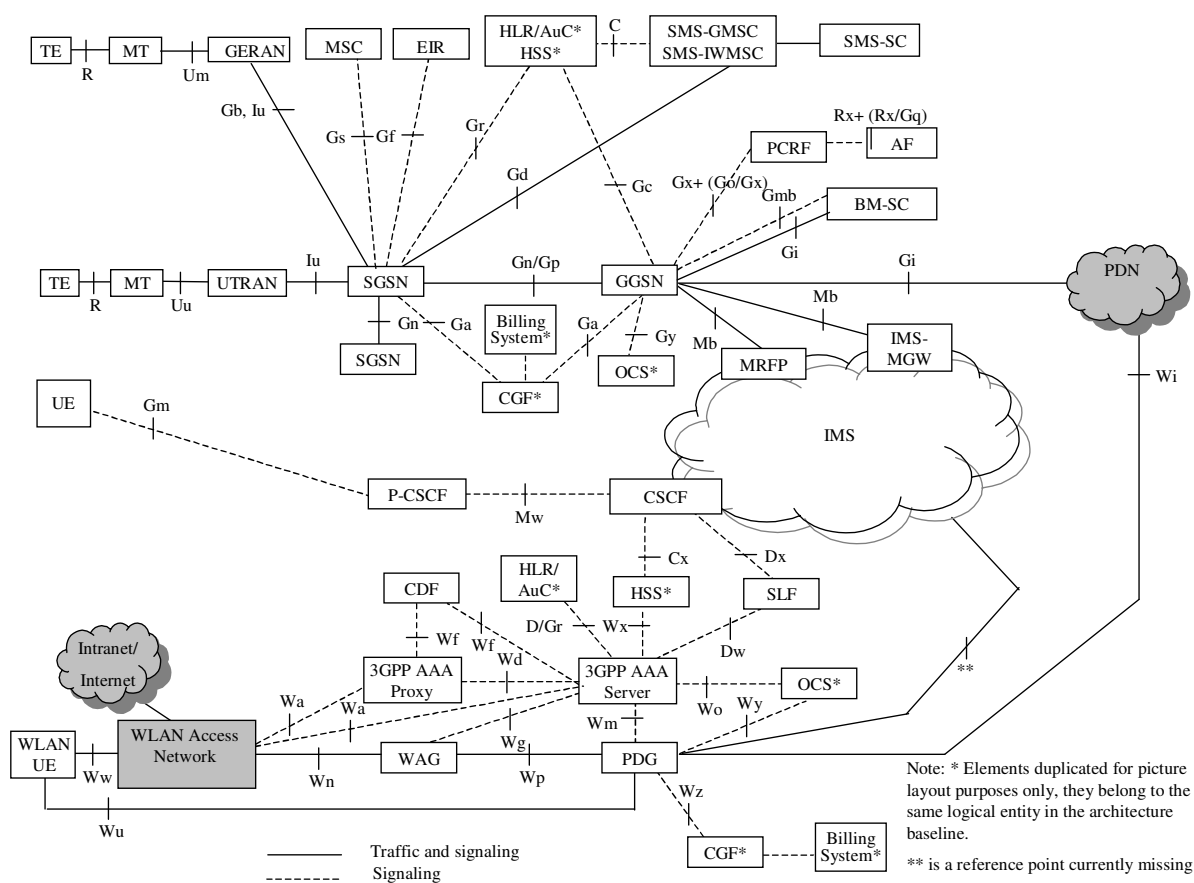 HLR/AuC*
HSS*
C
SMS-GMSC
SMS-IWMSC
SMS-SC
TE
MT
GERAN
MSC
EIR
R
Um
Gb, Iu
Gs
Gf
Gr
Gd
Gc
Rx+ (Rx/Gq)
PCRF
AF
Gx+ (Go/Gx)
Gmb
BM-SC
Gi
TE
MT
UTRAN
Iu
SGSN
Gn/Gp
GGSN
Gi
PDN
R
Uu
Gn
Ga
Billing
System*
Ga
Gy
Mb
Mb
SGSN
CGF*
OCS*
MRFP
IMS-
MGW
Wi
UE
Gm
IMS
P-CSCF
Mw
CSCF
Cx
Dx
CDF
HLR/
AuC*
HSS*
SLF
Wf
Wf
D/Gr
Wx
Dw
Intranet/
Internet
3GPP AAA
Proxy
Wd
3GPP AAA
Server
OCS*
**
Wa
Wa
Wo
Wy
Wg
Wm
WLAN
UE
Ww
WLAN Access
Network
Wn
WAG
Wp
PDG
Wu
Wz
CGF*
Billing
System*
Note: * Elements duplicated for picture
layout purposes only, they belong to the
same logical entity in the architecture
baseline.
** is a reference point currently missing
Traffic and signaling
Signaling